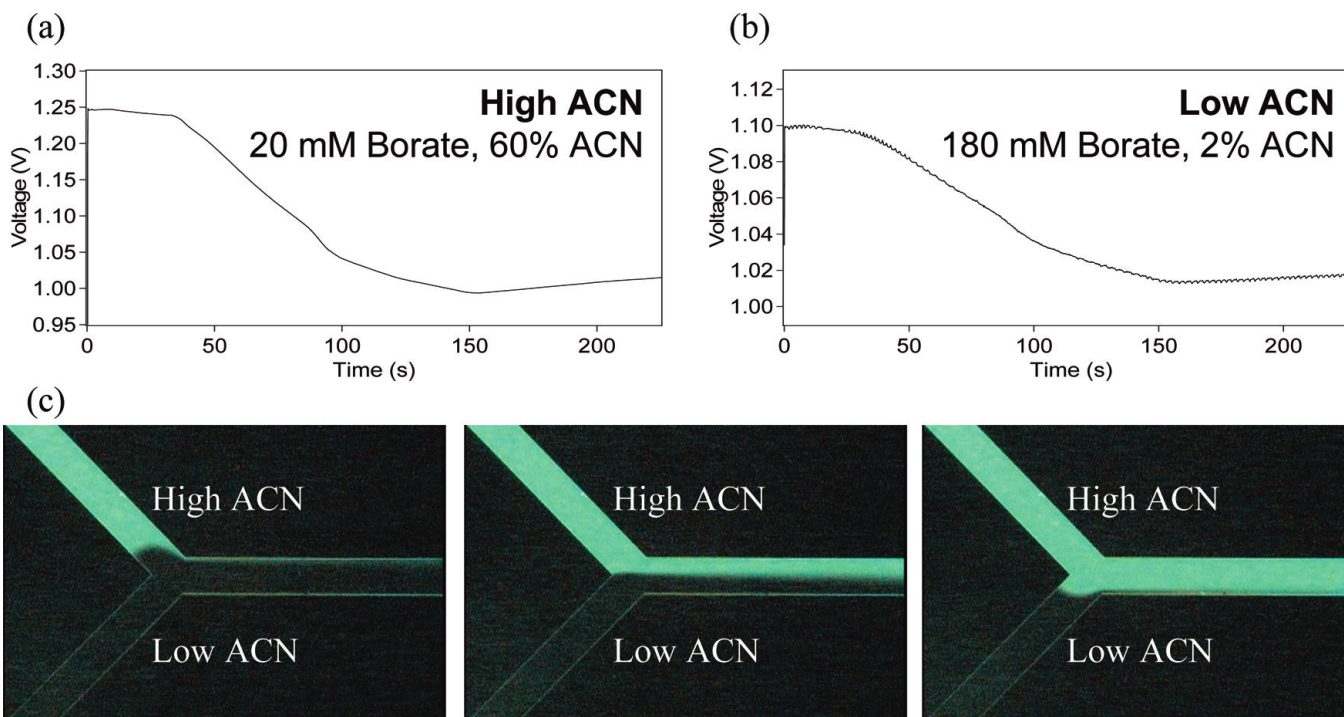 (a)
High ACN
20 mM Borate, 60% ACN
Voltage (V)
1.30
1.25
1.20
1.15
1.10
1.05
1.00
0.95
0
50
100
150
200
Time (s)
(b)
Low ACN
180 mM Borate, 2% ACN
Voltage (V)
1.12
1.10
1.08
1.06
1.04
1.02
1.00
0
50
100
150
200
Time (s)
(c)
High ACN
Low ACN
High ACN
Low ACN
High ACN
Low ACN